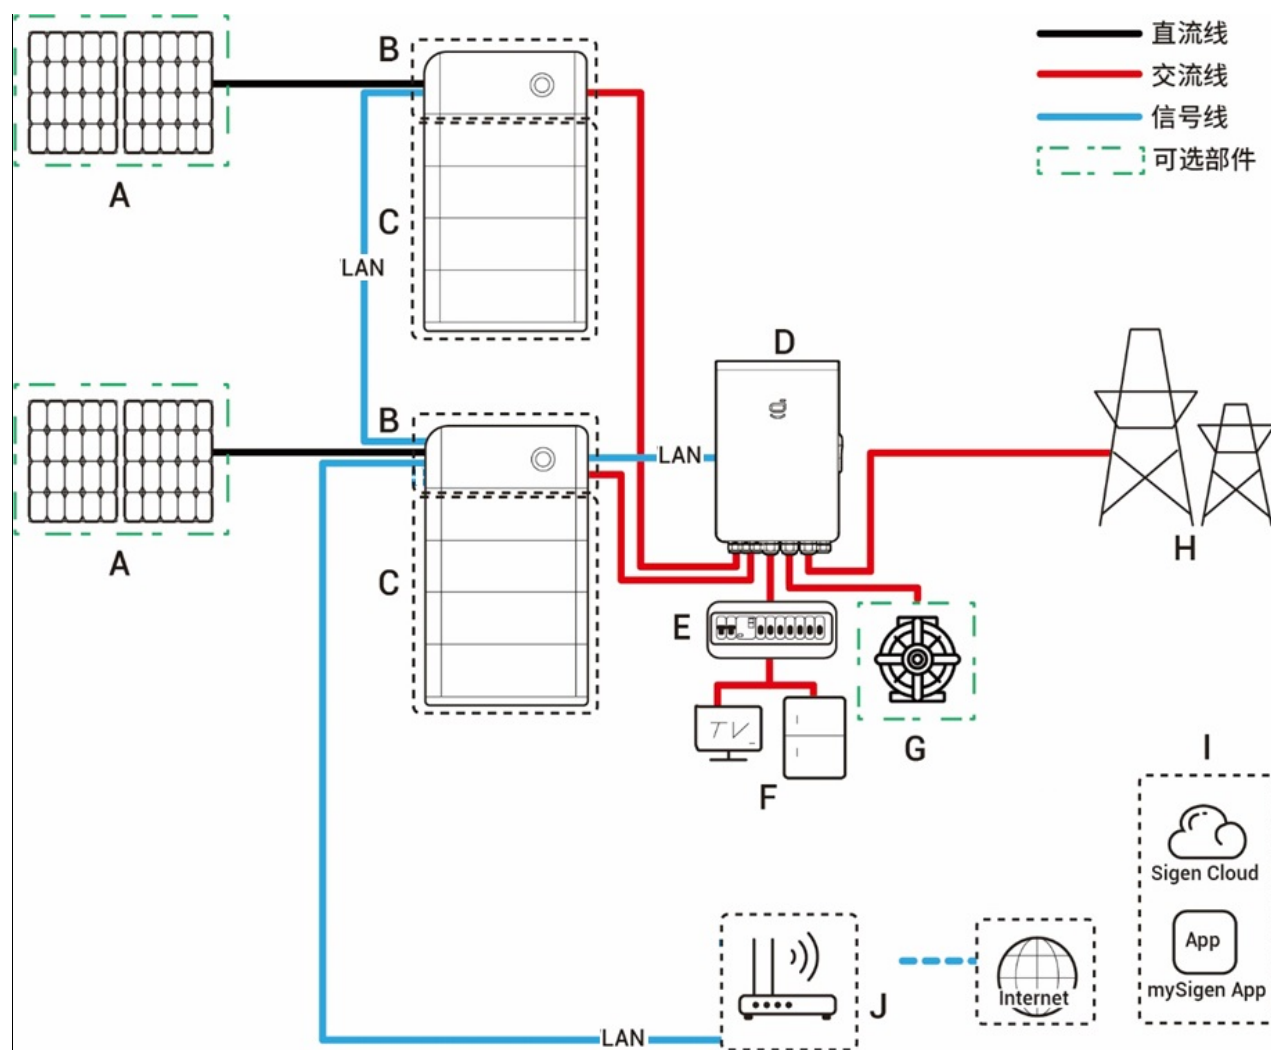 直流线
交流线
信号线
可选部件
B
A
C
LAN
D
B
A
LAN
C
H
E
TV
F
G
I
Sigen Cloud
App
mySigen App
J
Internet
LAN